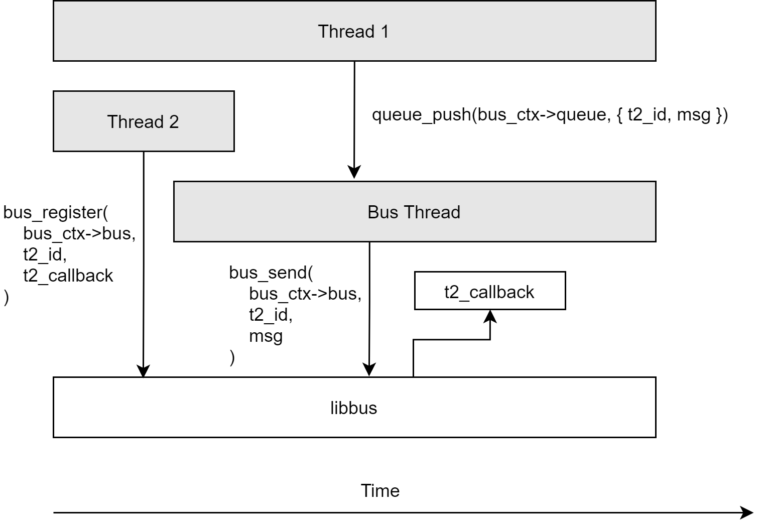 Thread 1
queue_push(bus_ctx->queue, { t2_id, msg })
Thread 2
bus_register(
bus_ctx->bus,
t2_id,
t2_callback
)
Bus Thread
bus_send(
bus_ctx->bus,
t2_id,
msg
)
t2_callback
libbus
Time